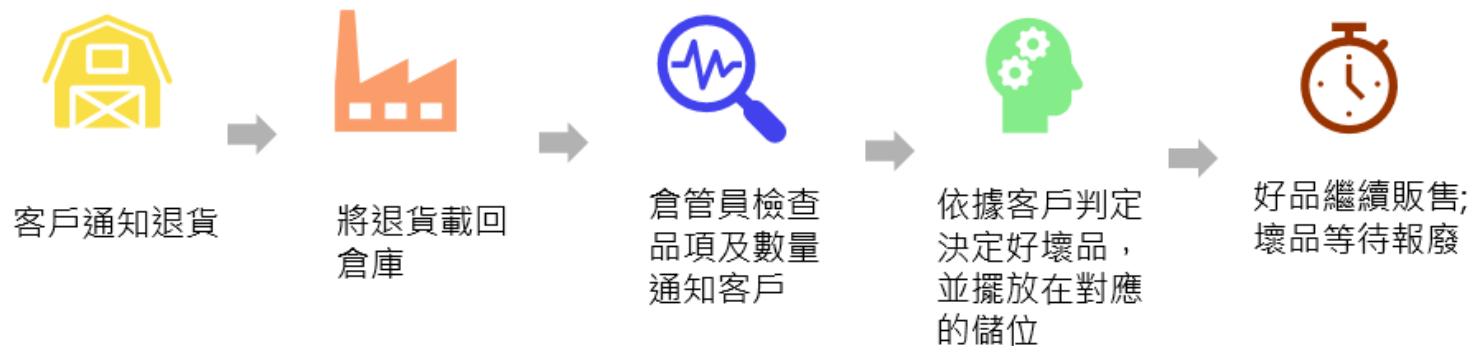 客戶通知退貨
將退貨載回
倉庫
倉管員檢查
品項及數量
通知客戶
依據客戶判定
決定好壞品，
並擺放在對應
的儲位
好品繼續販售;
壞品等待報廢